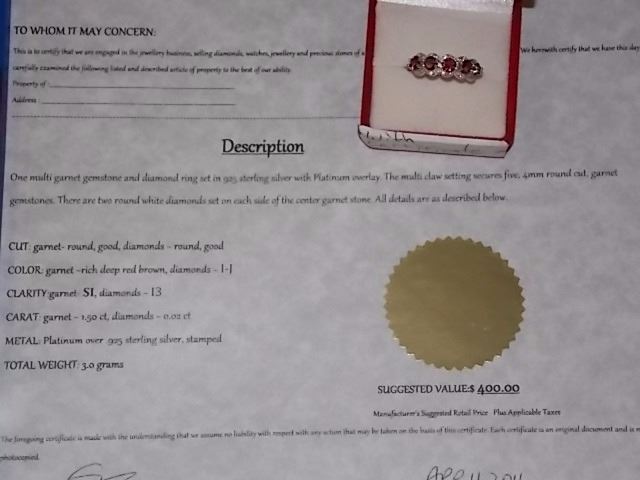 TO WHOM IT MAY CONCERN:
This is to certify that we are engaged in the jewellery business, selling diamonds, watches, jewellery and precious stones of
We herewith certify that we have this day
carefully examined the following listed and described article of property to the best of our ability.
Property of
Address
with
Description
One multi garnet gemstone and diamond ring set in 925 sterling silver with Platinum overlay. The multi claw setting secures five, 4mm round cut, garnet
gemstones. There are two round white diamonds set on each side of the center garnet stone. All details are as described below.
CUT: garnet- round, good, diamonds - round, good
COLOR: garnet -rich deep red brown, diamonds - I-J
CLARITY:garnet SI, diamonds - I3
CARAT: garnet - 1.50 ct, diamonds - 0.02 ct
METAL: Platinum over 925 sterling silver, stamped
TOTAL WEIGHT: 3.0 grams
SUGGESTED VALUE:$ 400.00
Manufacturer's Suggested Retail Price Plus Applicable Taxes
The foregoing certificate is made with the understanding that we assume no liability with respect with any action that may be taken on the basis of this certificate. Each certificate is an original document and is
photocopied.